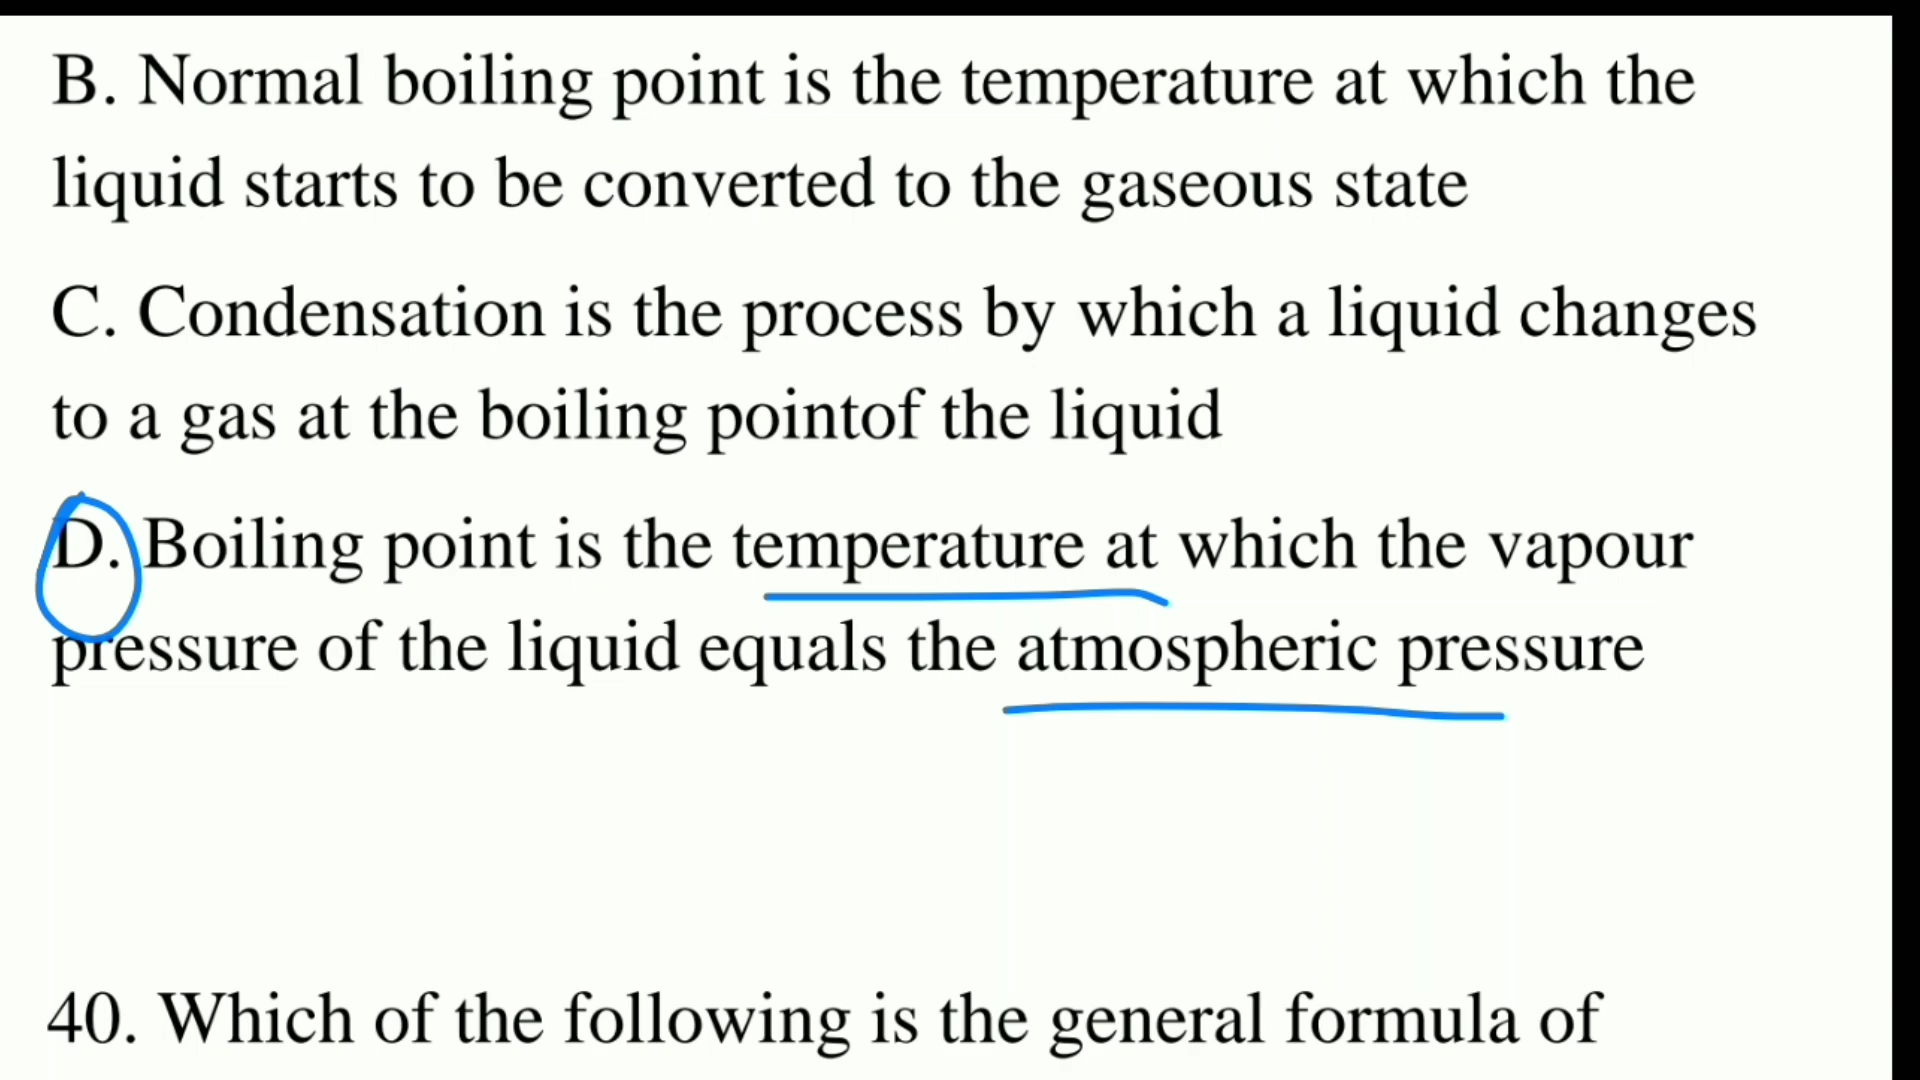 B. Normal boiling point is the temperature at which the
liquid starts to be converted to the gaseous state
C. Condensation is the process by which a liquid changes
to a gas at the boiling pointof the liquid
D. Boiling point is the temperature at which the vapour
pressure of the liquid equals the atmospheric pressure
40. Which of the following is the general formula of